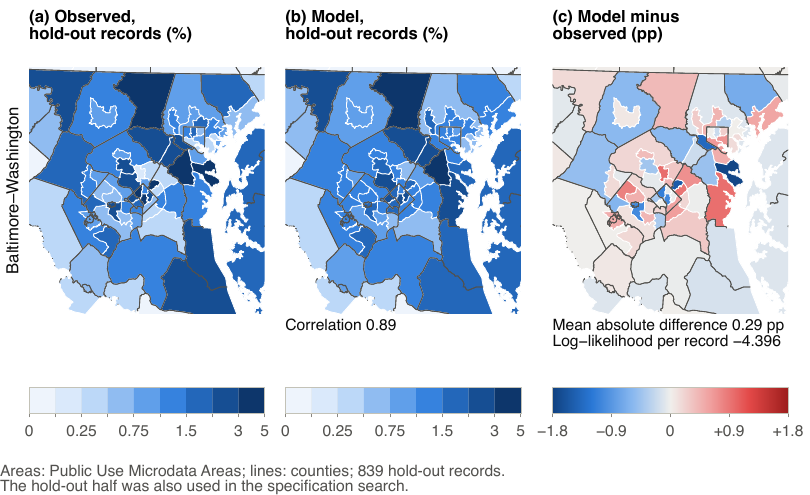 (a) Observed,
hold-out records (%)
(b) Model,
hold-out records (%)
(c) Model minus
observed (pp)
Baltimore−Washington
Correlation 0.89
Mean absolute difference 0.29 pp
Log−likelihood per record −4.396
0 0.25 0.75 1.5 3 5
0 0.25 0.75 1.5 3 5
−1.8 −0.9 0 +0.9 +1.8
Areas: Public Use Microdata Areas; lines: counties; 839 hold-out records.
The hold-out half was also used in the specification search.